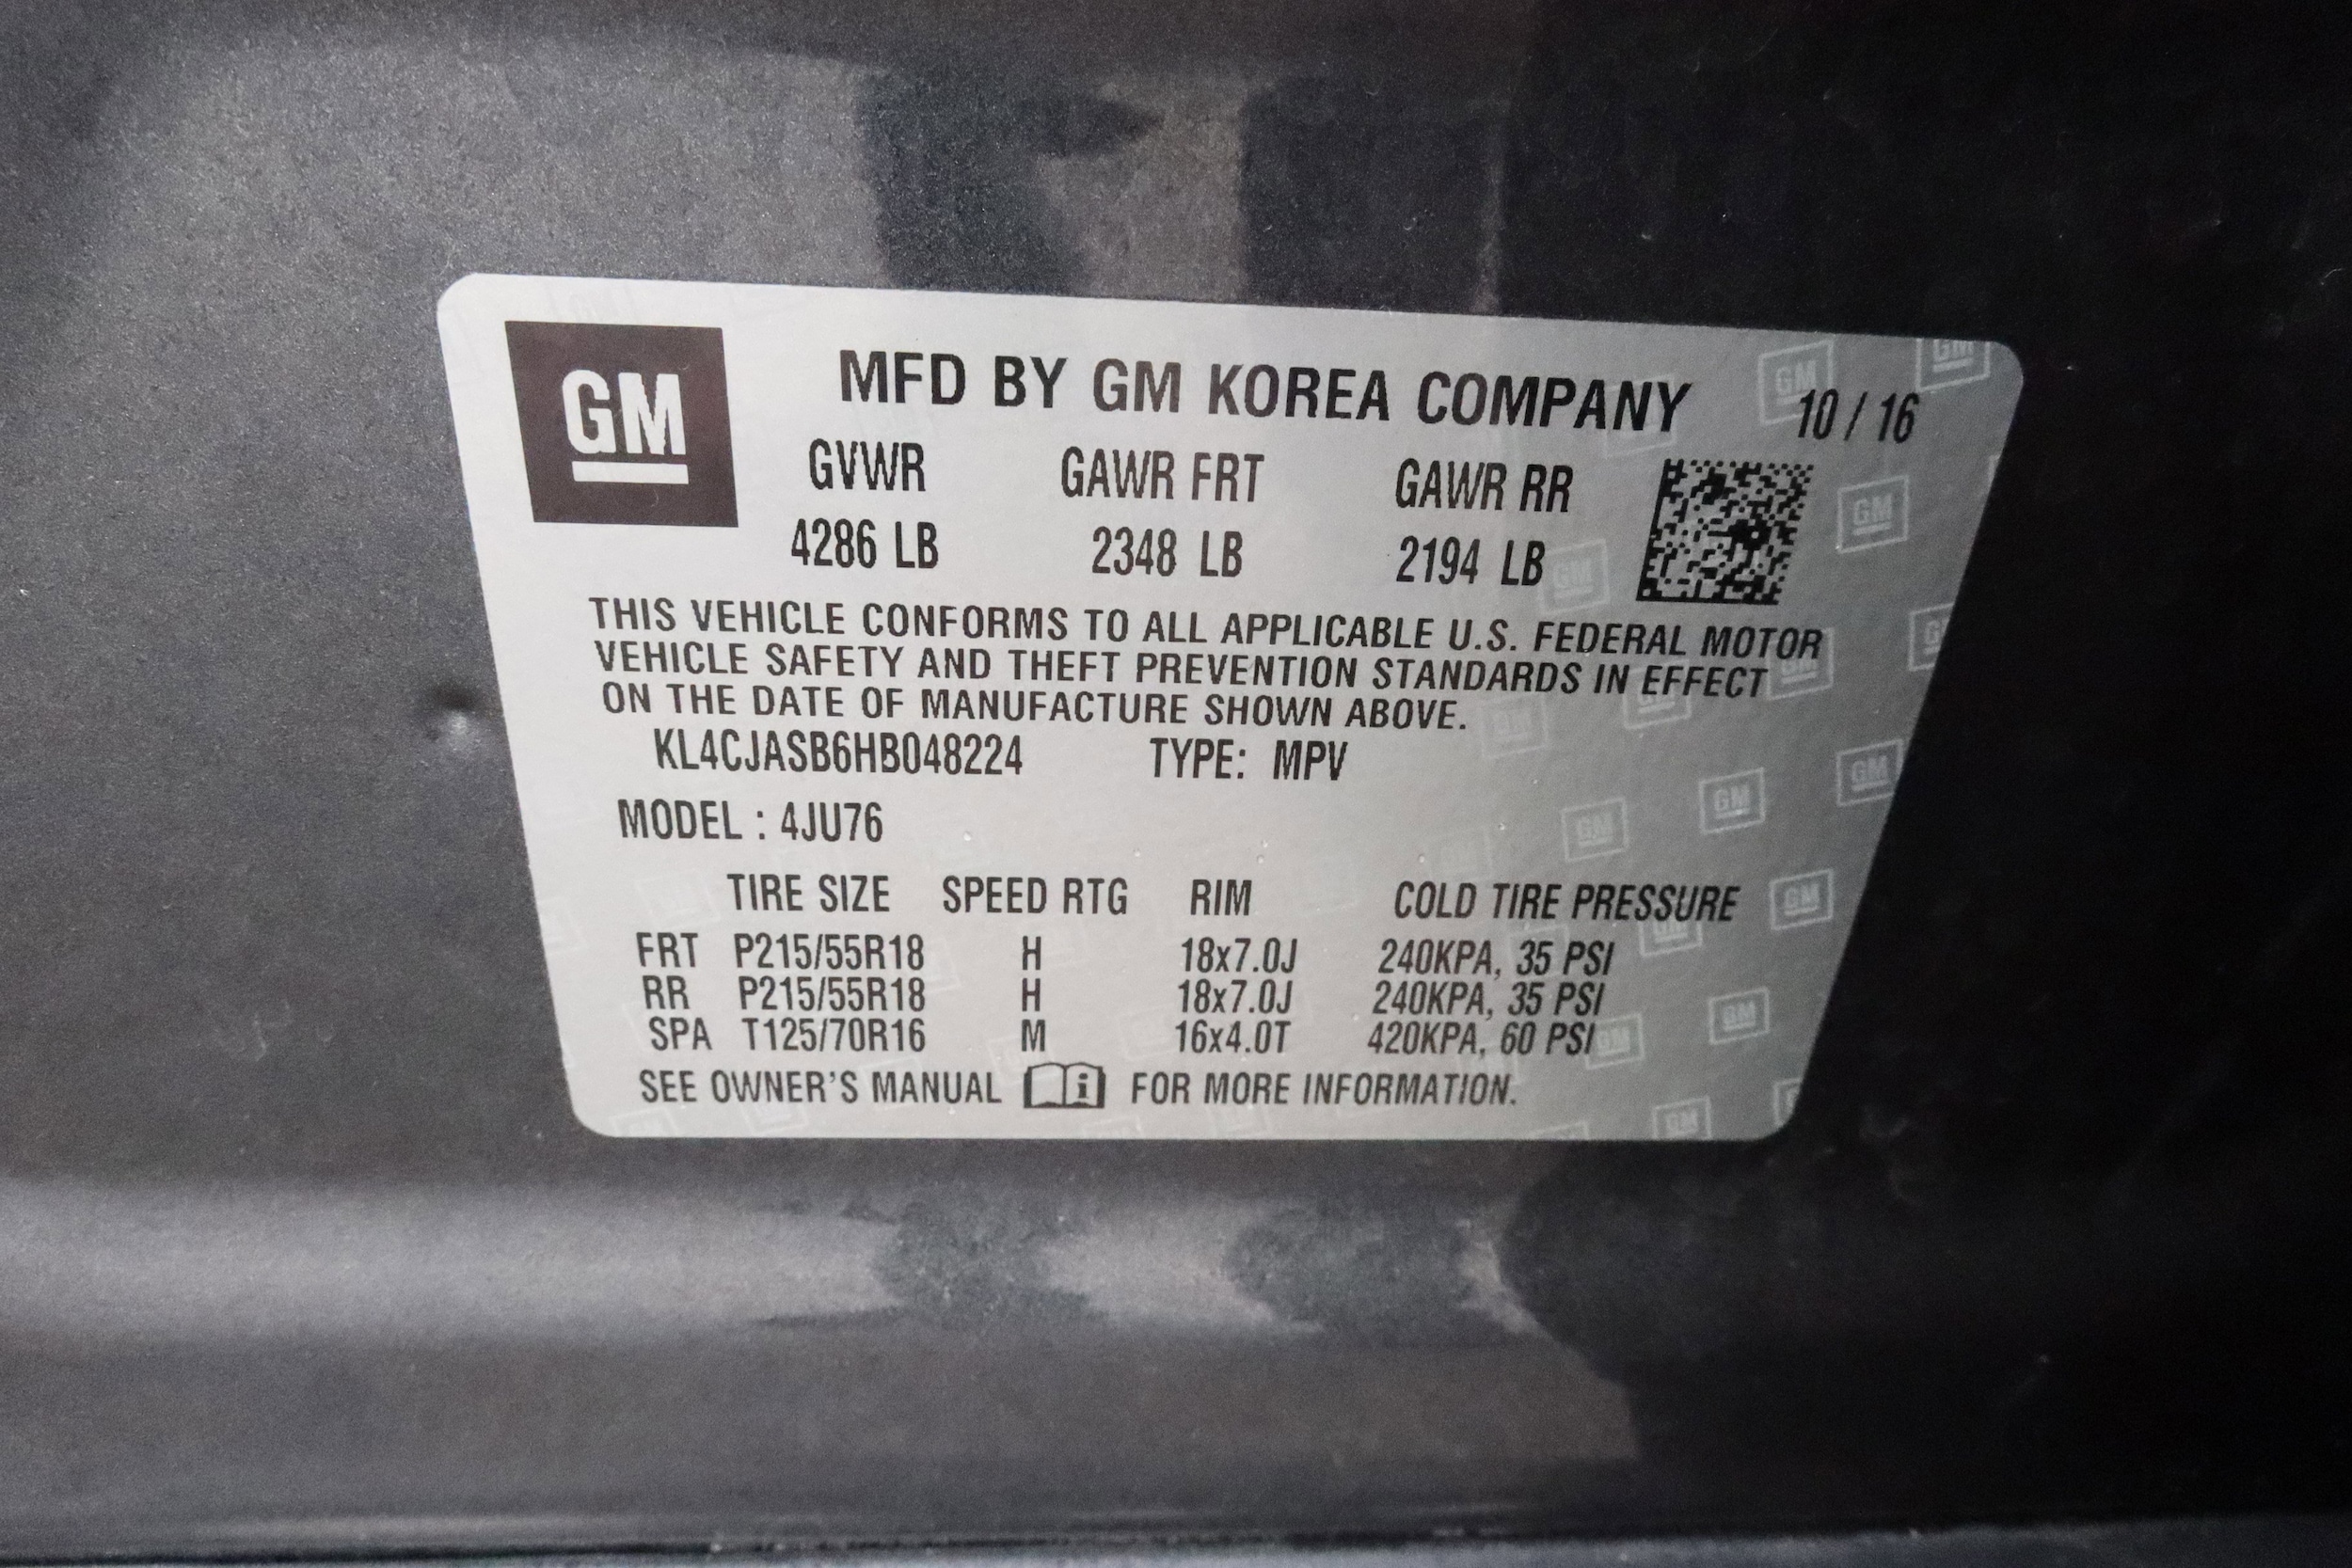 GM
MFD BY GM KOREA COMPANY 10 / 16
GVWR GAWR FRT GAWR RR
4286 LB 2348 LB 2194 LB
THIS VEHICLE CONFORMS TO ALL APPLICABLE U.S. FEDERAL MOTOR
VEHICLE SAFETY AND THEFT PREVENTION STANDARDS IN EFFECT
ON THE DATE OF MANUFACTURE SHOWN ABOVE.
KL4CJASB6HB048224 TYPE: MPV
MODEL : 4JU76
TIRE SIZE SPEED RTG RIM COLD TIRE PRESSURE
FRT P215/55R18 H 18x7.0J 240KPA, 35 PSI
RR P215/55R18 H 18x7.0J 240KPA, 35 PSI
SPA T125/70R16 M 16x4.0T 420KPA, 60 PSI
SEE OWNER'S MANUAL i FOR MORE INFORMATION.